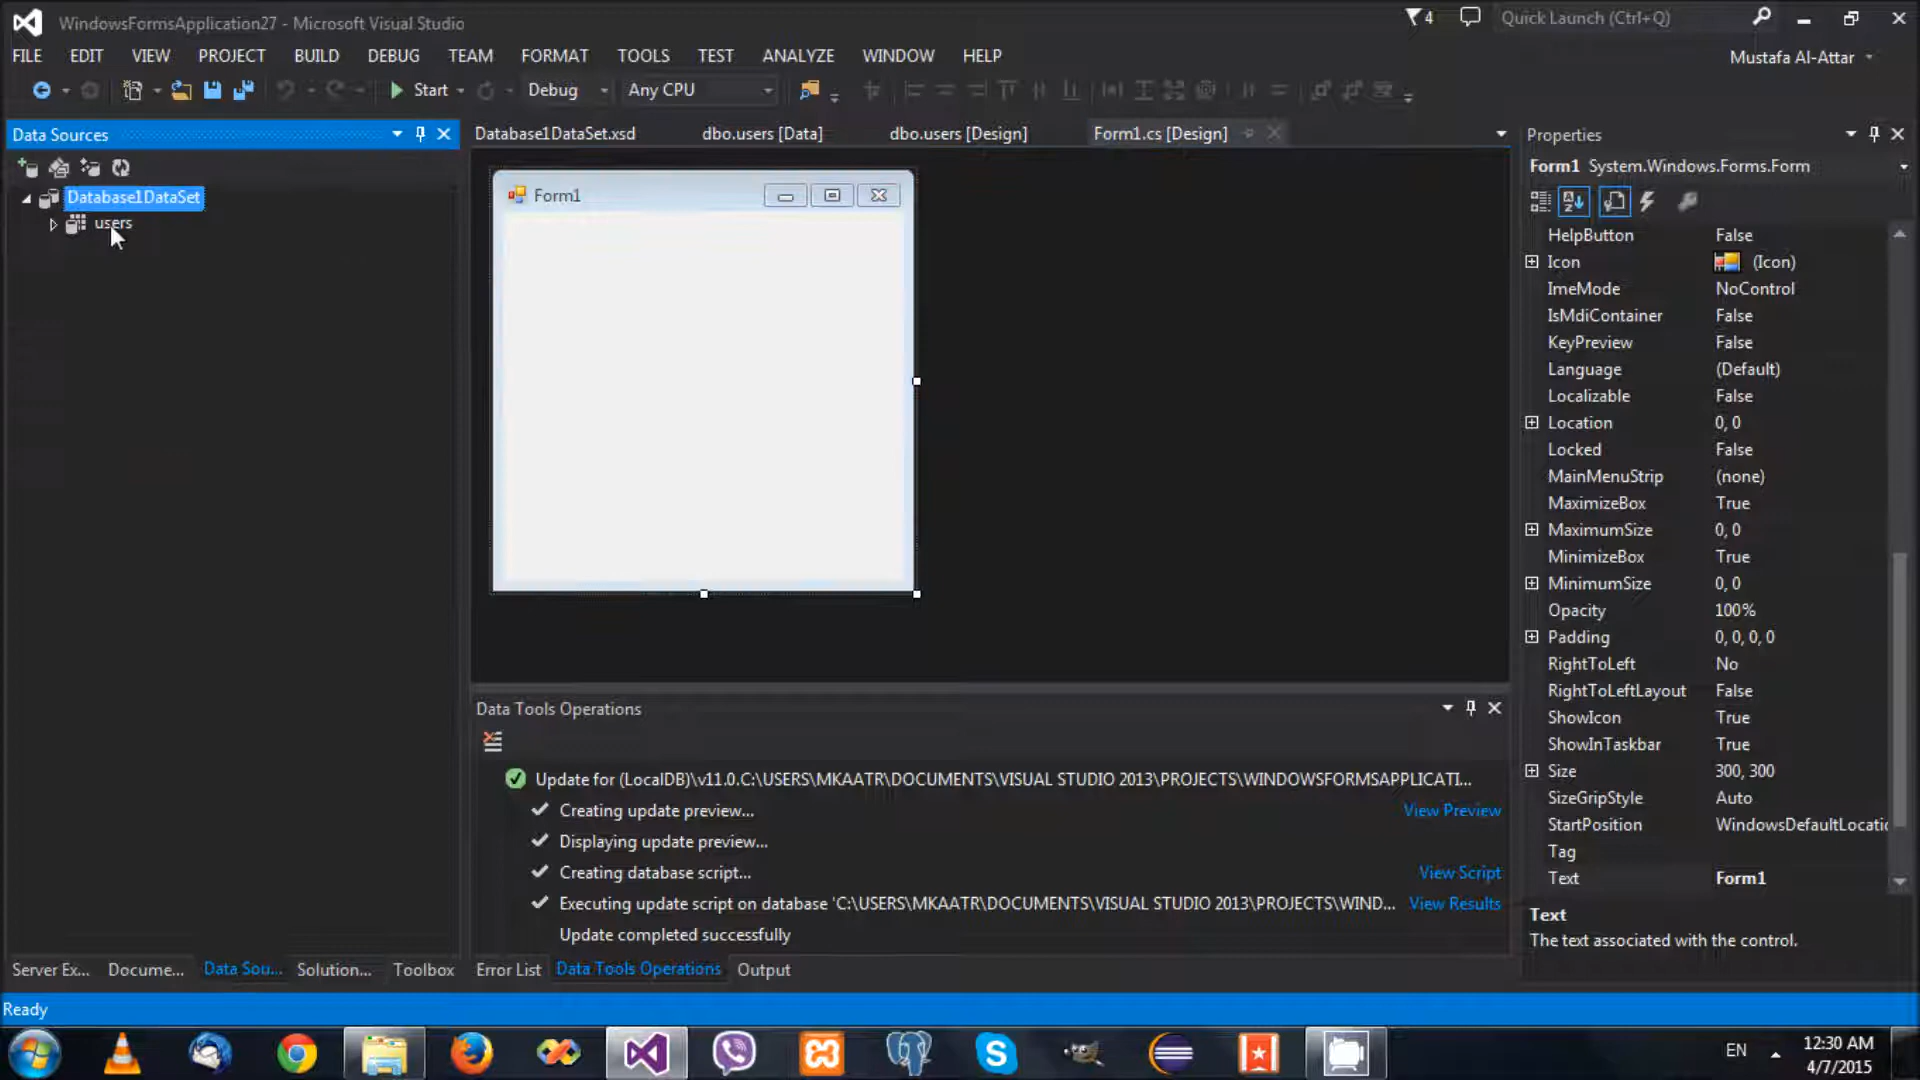 WindowsFormsApplication27 - Microsoft Visual Studio
4
Quick Launch (Ctrl+Q)
FILE EDIT VIEW PROJECT BUILD DEBUG TEAM FORMAT TOOLS TEST ANALYZE WINDOW HELP
Mustafa Al-Attar
Start
Debug
Any CPU
Data Sources
Database1DataSet
users
Database1DataSet.xsd
dbo.users [Data]
dbo.users [Design]
Form1.cs [Design]
Form1
Properties
Form1 System.Windows.Forms.Form
HelpButton False
Icon (Icon)
ImeMode NoControl
IsMdiContainer False
KeyPreview False
Language (Default)
Localizable False
Location 0, 0
Locked False
MainMenuStrip (none)
MaximizeBox True
MaximumSize 0, 0
MinimizeBox True
MinimumSize 0, 0
Opacity 100%
Padding 0, 0, 0, 0
RightToLeft No
RightToLeftLayout False
ShowIcon True
ShowInTaskbar True
Size 300, 300
SizeGripStyle Auto
StartPosition WindowsDefaultLocatio
Tag
Text Form1
Text
The text associated with the control.
Data Tools Operations
Update for (LocalDB)\v11.0.C:\USERS\MKAATR\DOCUMENTS\VISUAL STUDIO 2013\PROJECTS\WINDOWSFORMSAPPLICATI...
Creating update preview... View Preview
Displaying update preview...
Creating database script... View Script
Executing update script on database 'C:\USERS\MKAATR\DOCUMENTS\VISUAL STUDIO 2013\PROJECTS\WIND... View Results
Update completed successfully
Server Ex... Docume... Data Sou... Solution... Toolbox
Error List Data Tools Operations Output
Ready
EN
12:30 AM
4/7/2015